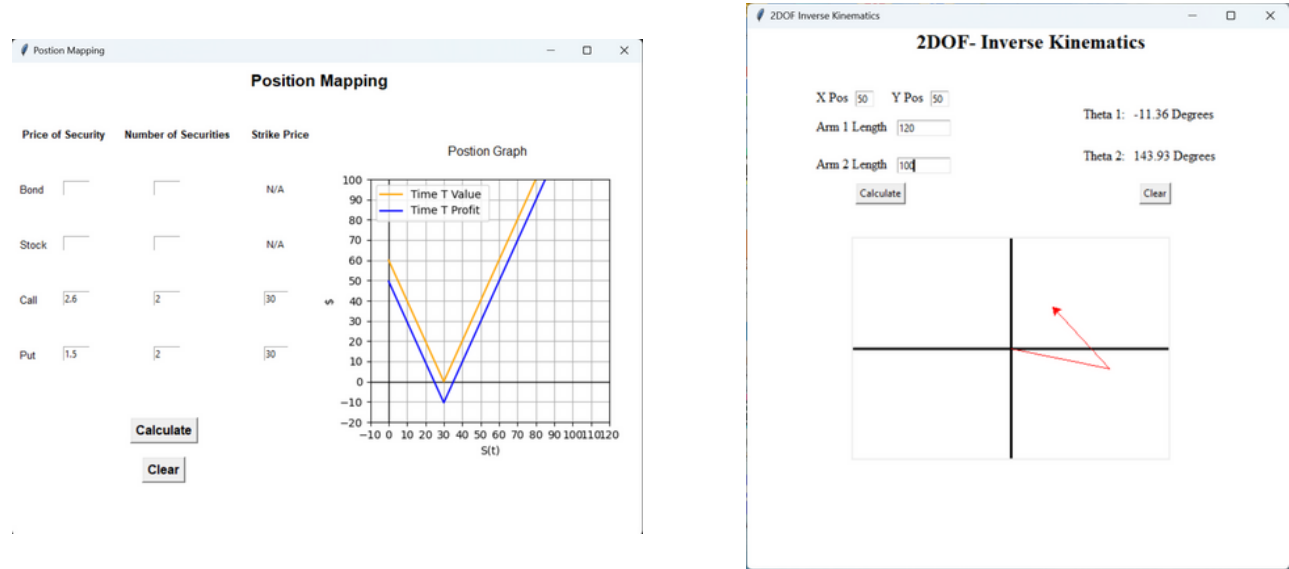 Postion Mapping
Position Mapping
Price of Security Number of Securities Strike Price
Bond N/A
Stock N/A
Call 2.6 2 30
Put 1.5 2 30
Calculate
Clear
Postion Graph
Time T Value
Time T Profit
100
90
80
70
60
50
40
30
20
10
0
−10
−20
$
−10 0 10 20 30 40 50 60 70 80 90 100110120
S(t)
2DOF Inverse Kinematics
2DOF- Inverse Kinematics
X Pos 50 Y Pos 50
Arm 1 Length 120
Arm 2 Length 100
Theta 1: -11.36 Degrees
Theta 2: 143.93 Degrees
Calculate Clear